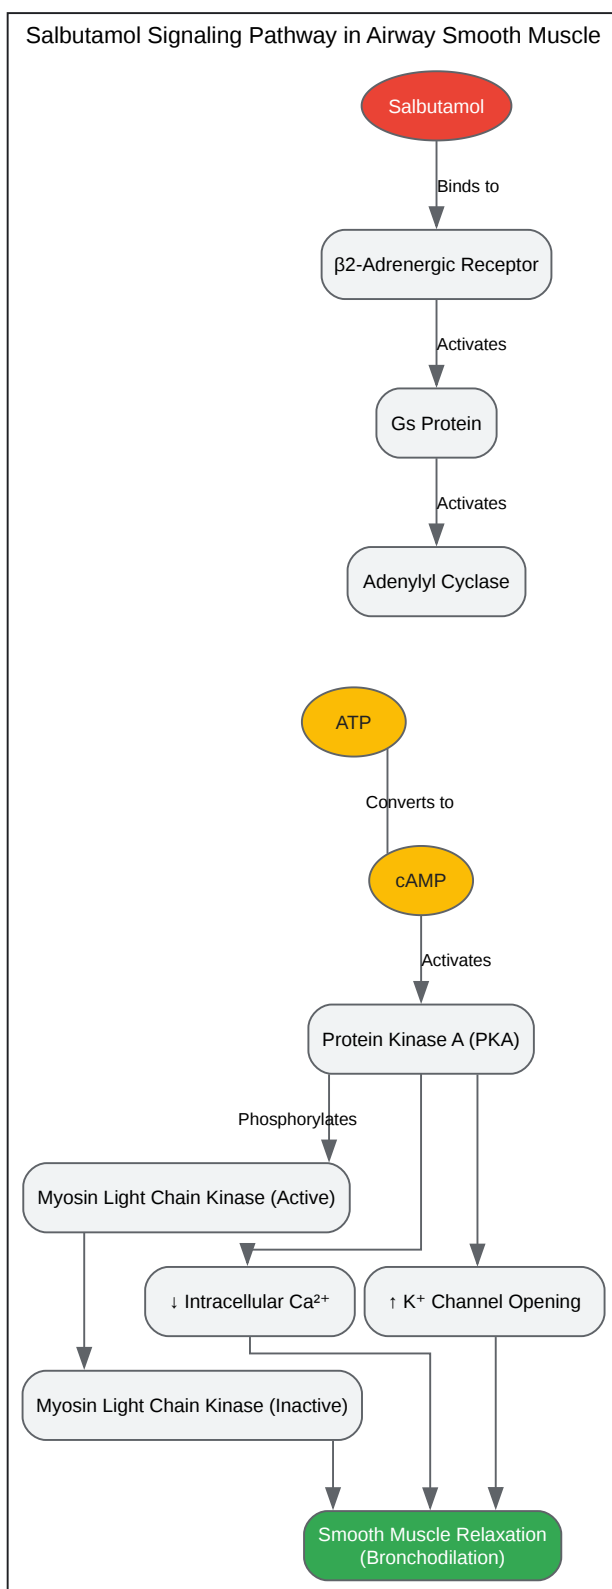 Salbutamol Signaling Pathway in Airway Smooth Muscle
Salbutamol
Binds to
β2-Adrenergic Receptor
Activates
Gs Protein
Activates
Adenylyl Cyclase
ATP
Converts to
cAMP
Activates
Protein Kinase A (PKA)
Phosphorylates
Myosin Light Chain Kinase (Active)
↓ Intracellular Ca²⁺
↑ K⁺ Channel Opening
Myosin Light Chain Kinase (Inactive)
Smooth Muscle Relaxation
(Bronchodilation)